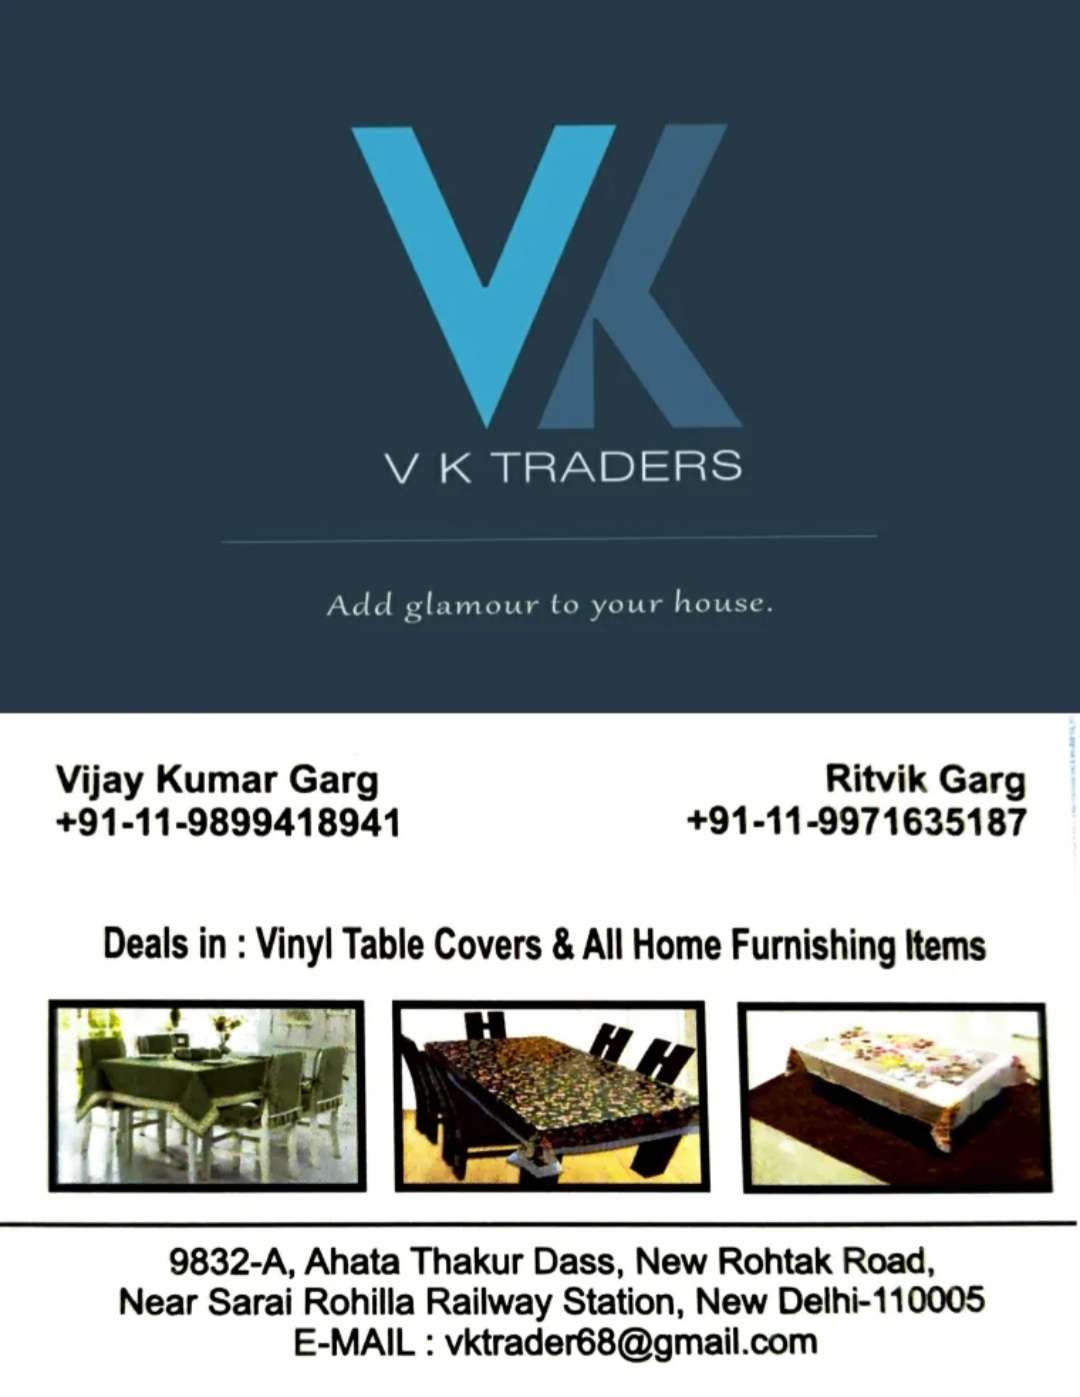 VK
V K TRADERS
Add glamour to your house.
Vijay Kumar Garg
+91-11-9899418941
Ritvik Garg
+91-11-9971635187
Deals in : Vinyl Table Covers & All Home Furnishing Items
9832-A, Ahata Thakur Dass, New Rohtak Road,
Near Sarai Rohilla Railway Station, New Delhi-110005
E-MAIL : vktrader68@gmail.com